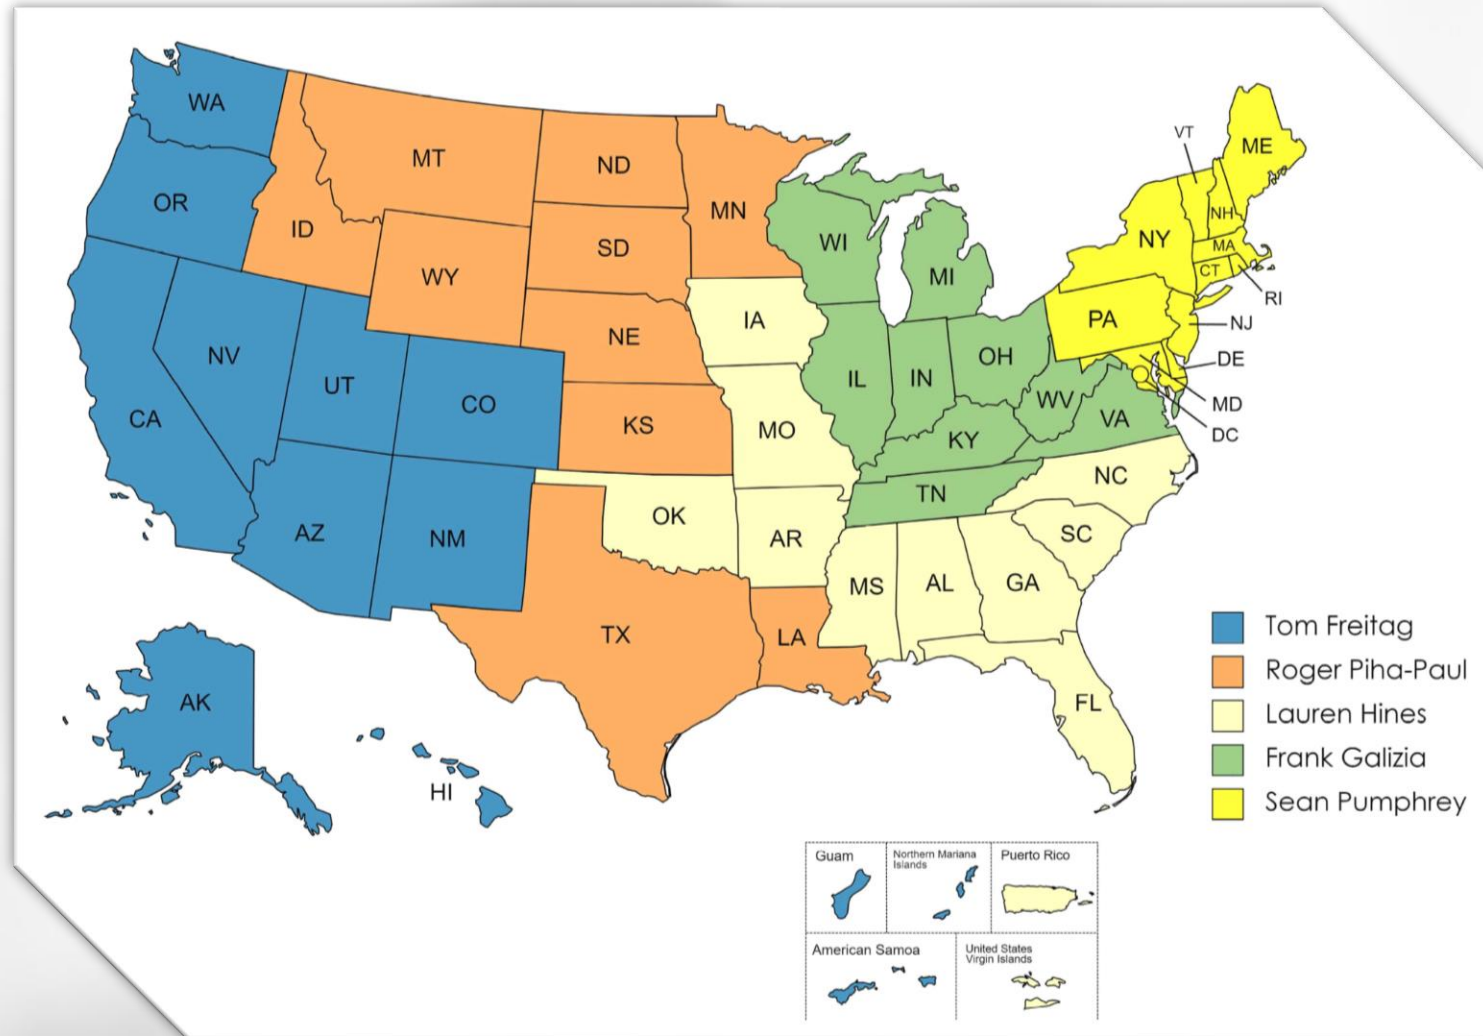 WA
OR
CA
NV
ID
MT
WY
UT
CO
AZ
NM
ND
SD
NE
KS
MN
IA
MO
OK
AR
TX
LA
WI
MI
IL
IN
OH
KY
WV
VA
TN
NC
SC
MS
AL
GA
FL
VT
ME
NH
NY
MA
CT
RI
PA
NJ
DE
MD
DC
AK
HI
Tom Freitag
Roger Piha-Paul
Lauren Hines
Frank Galizia
Sean Pumphrey
Guam
Northern Mariana
Islands
Puerto Rico
American Samoa
United States
Virgin Islands